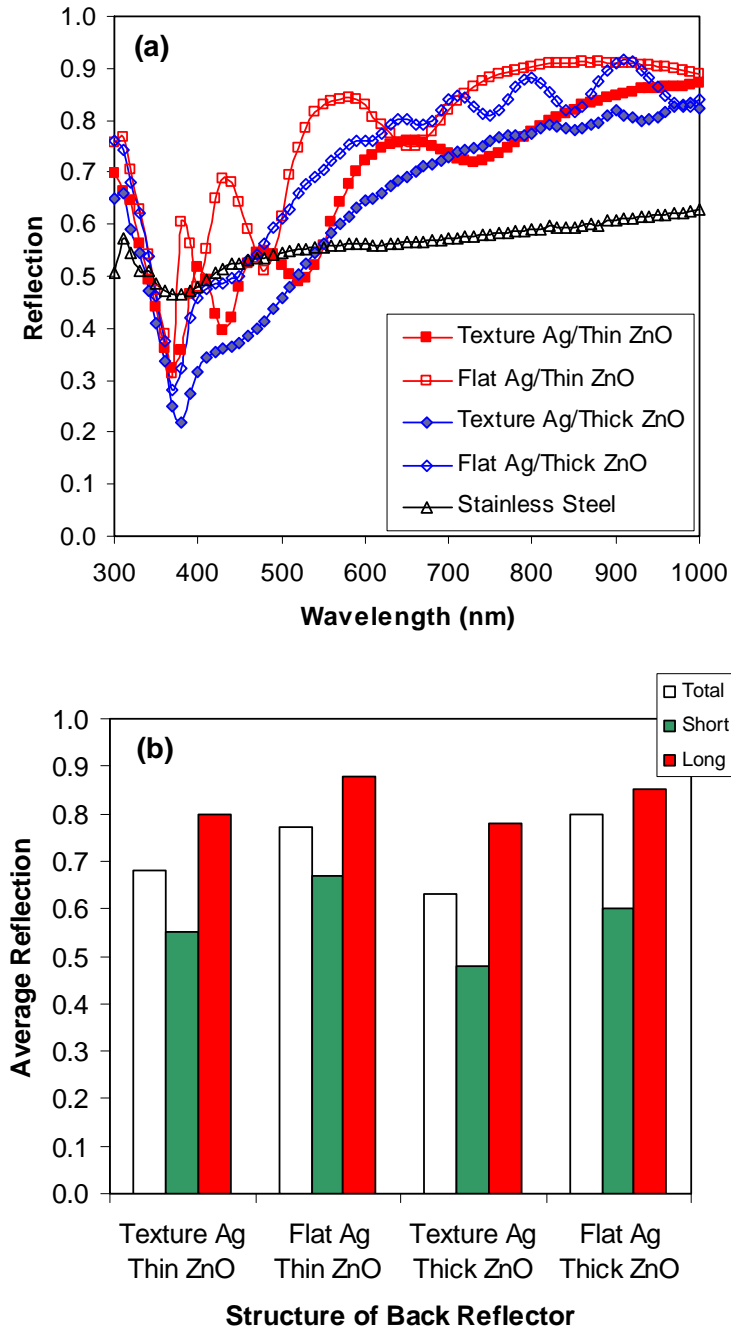 (a)
1.0
0.9
0.8
0.7
0.6
0.5
0.4
0.3
0.2
0.1
0.0
Reflection
Texture Ag/Thin ZnO
Flat Ag/Thin ZnO
Texture Ag/Thick ZnO
Flat Ag/Thick ZnO
Stainless Steel
300 400 500 600 700 800 900 1000
Wavelength (nm)
Total
Short
Long
(b)
1.0
0.9
0.8
0.7
0.6
0.5
0.4
0.3
0.2
0.1
0.0
Average Reflection
Texture Ag Flat Ag Texture Ag Flat Ag
Thin ZnO Thin ZnO Thick ZnO Thick ZnO
Structure of Back Reflector